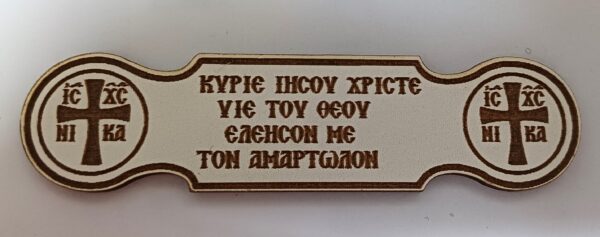 ΙϹ ΧϹ
ΝΙ ΚΑ
ΚΥΡΙΕ ΙΗϹΟΥ ΧΡΙϹΤΕ
ΥΙΕ ΤΟΥ ΘΕΟΥ
ΕΛΕΗϹΟΝ ΜΕ
ΤΟΝ ΑΜΑΡΤΩΛΟΝ
ΙϹ ΧϹ
ΝΙ ΚΑ